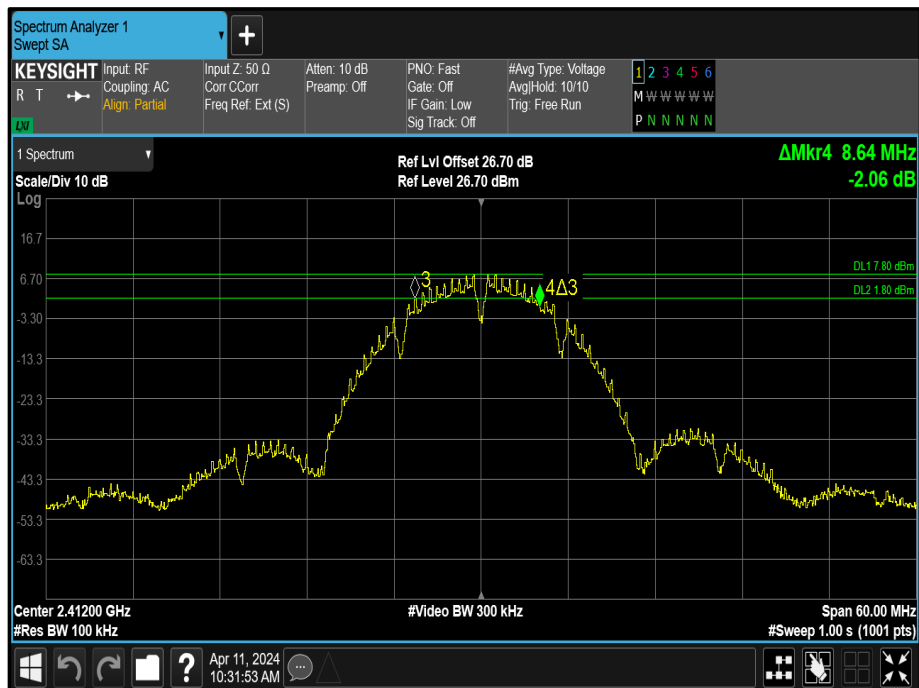 Spectrum Analyzer 1
Swept SA
KEYSIGHT
R T
LXI
Input: RF
Coupling: AC
Align: Partial
Input Z: 50 Ω
Corr CCorr
Freq Ref: Ext (S)
Atten: 10 dB
Preamp: Off
PNO: Fast
Gate: Off
IF Gain: Low
Sig Track: Off
#Avg Type: Voltage
Avg|Hold: 10/10
Trig: Free Run
1 2 3 4 5 6
M W W W W W
P N N N N N
1 Spectrum
Scale/Div 10 dB
Log
Ref Lvl Offset 26.70 dB
Ref Level 26.70 dBm
ΔMkr4 8.64 MHz
-2.06 dB
16.7
6.70
-3.30
-13.3
-23.3
-33.3
-43.3
-53.3
-63.3
3
4Δ3
DL1 7.80 dBm
DL2 1.80 dBm
Center 2.41200 GHz
#Res BW 100 kHz
#Video BW 300 kHz
Span 60.00 MHz
#Sweep 1.00 s (1001 pts)
?
Apr 11, 2024
10:31:53 AM